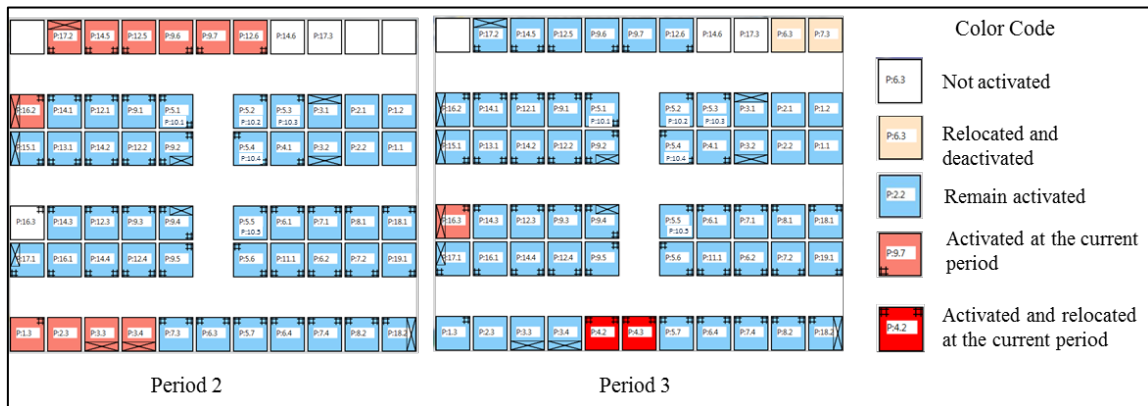 P:17.2 P:14.5 P:12.5 P:9.6 P:9.7 P:12.6 P:14.6 P:17.3
P:16.2 P:14.1 P:12.1 P:9.1 P:5.1 P:5.2 P:5.3 P:3.1 P:2.1 P:1.2
P:10.1 P:10.2 P:10.3
P:15.1 P:13.1 P:14.2 P:12.2 P:9.2 P:5.4 P:4.1 P:3.2 P:2.2 P:1.1
P:10.4
P:16.3 P:14.3 P:12.3 P:9.3 P:9.4 P:5.5 P:6.1 P:7.1 P:8.1 P:18.1
P:10.5
P:17.1 P:16.1 P:14.4 P:12.4 P:9.5 P:5.6 P:11.1 P:6.2 P:7.2 P:19.1
P:1.3 P:2.3 P:3.3 P:3.4 P:7.3 P:6.3 P:5.7 P:6.4 P:7.4 P:8.2 P:18.2
Period 2
P:17.2 P:14.5 P:12.5 P:9.6 P:9.7 P:12.6 P:14.6 P:17.3 P:6.3 P:7.3
P:16.2 P:14.1 P:12.1 P:9.1 P:5.1 P:5.2 P:5.3 P:3.1 P:2.1 P:1.2
P:10.1 P:10.2 P:10.3
P:15.1 P:13.1 P:14.2 P:12.2 P:9.2 P:5.4 P:4.1 P:3.2 P:2.2 P:1.1
P:10.4
P:16.3 P:14.3 P:12.3 P:9.3 P:9.4 P:5.5 P:6.1 P:7.1 P:8.1 P:18.1
P:10.5
P:17.1 P:16.1 P:14.4 P:12.4 P:9.5 P:5.6 P:11.1 P:6.2 P:7.2 P:19.1
P:1.3 P:2.3 P:3.3 P:3.4 P:4.2 P:4.3 P:5.7 P:6.4 P:7.4 P:8.2 P:18.2
Period 3
Color Code
P:6.3 Not activated
P:6.3 Relocated and
deactivated
P:2.2 Remain activated
P:9.7 Activated at the current
period
P:4.2 Activated and relocated
at the current period